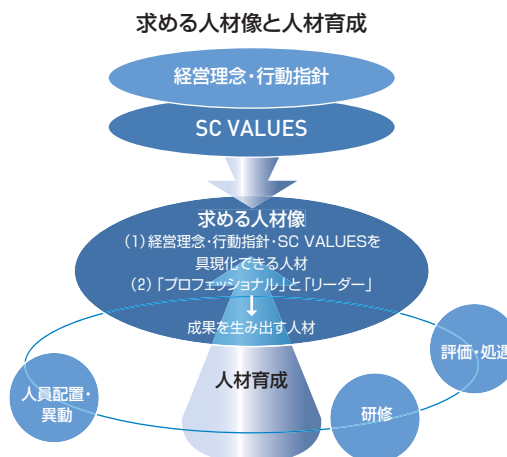 求める人材像と人材育成
経営理念・行動指針
SC VALUES
求める人材像
(1)経営理念・行動指針・SC VALUESを
具現化できる人材
(2)「プロフェッショナル」と「リーダー」
成果を生み出す人材
人材育成
評価・処遇
人員配置・
異動
研修